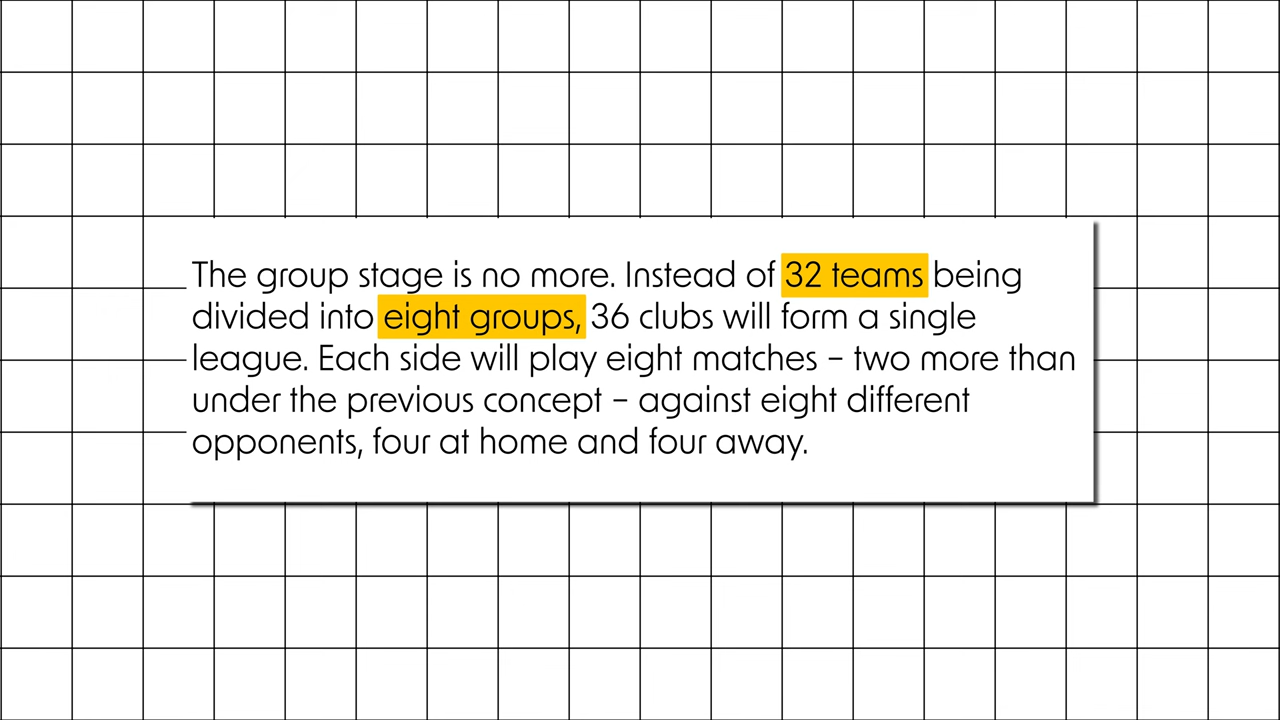 The group stage is no more. Instead of 32 teams being
divided into eight groups, 36 clubs will form a single
league. Each side will play eight matches – two more than
under the previous concept – against eight different
opponents, four at home and four away.